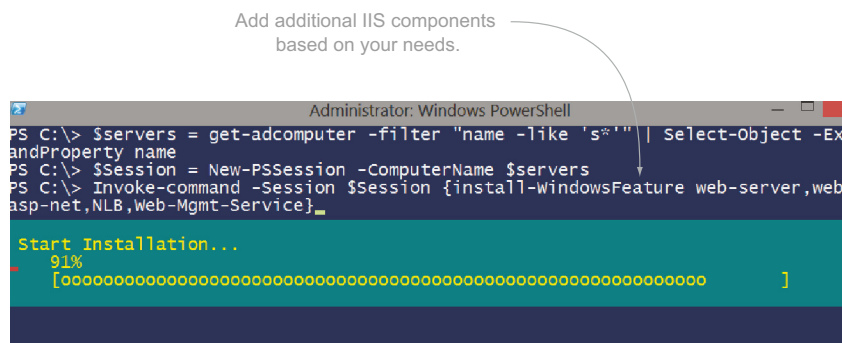 Add additional IIS components
based on your needs.
Administrator: Windows PowerShell
PS C:\> $servers = get-adcomputer -filter "name -like 's*'" | Select-Object -Ex
andProperty name
PS C:\> $Session = New-PSSession -ComputerName $servers
PS C:\> Invoke-command -Session $Session {install-WindowsFeature web-server,web
asp-net,NLB,Web-Mgmt-Service}_
Start Installation...
91%
[oooooooooooooooooooooooooooooooooooooooooooooooooooooooooooooo ]